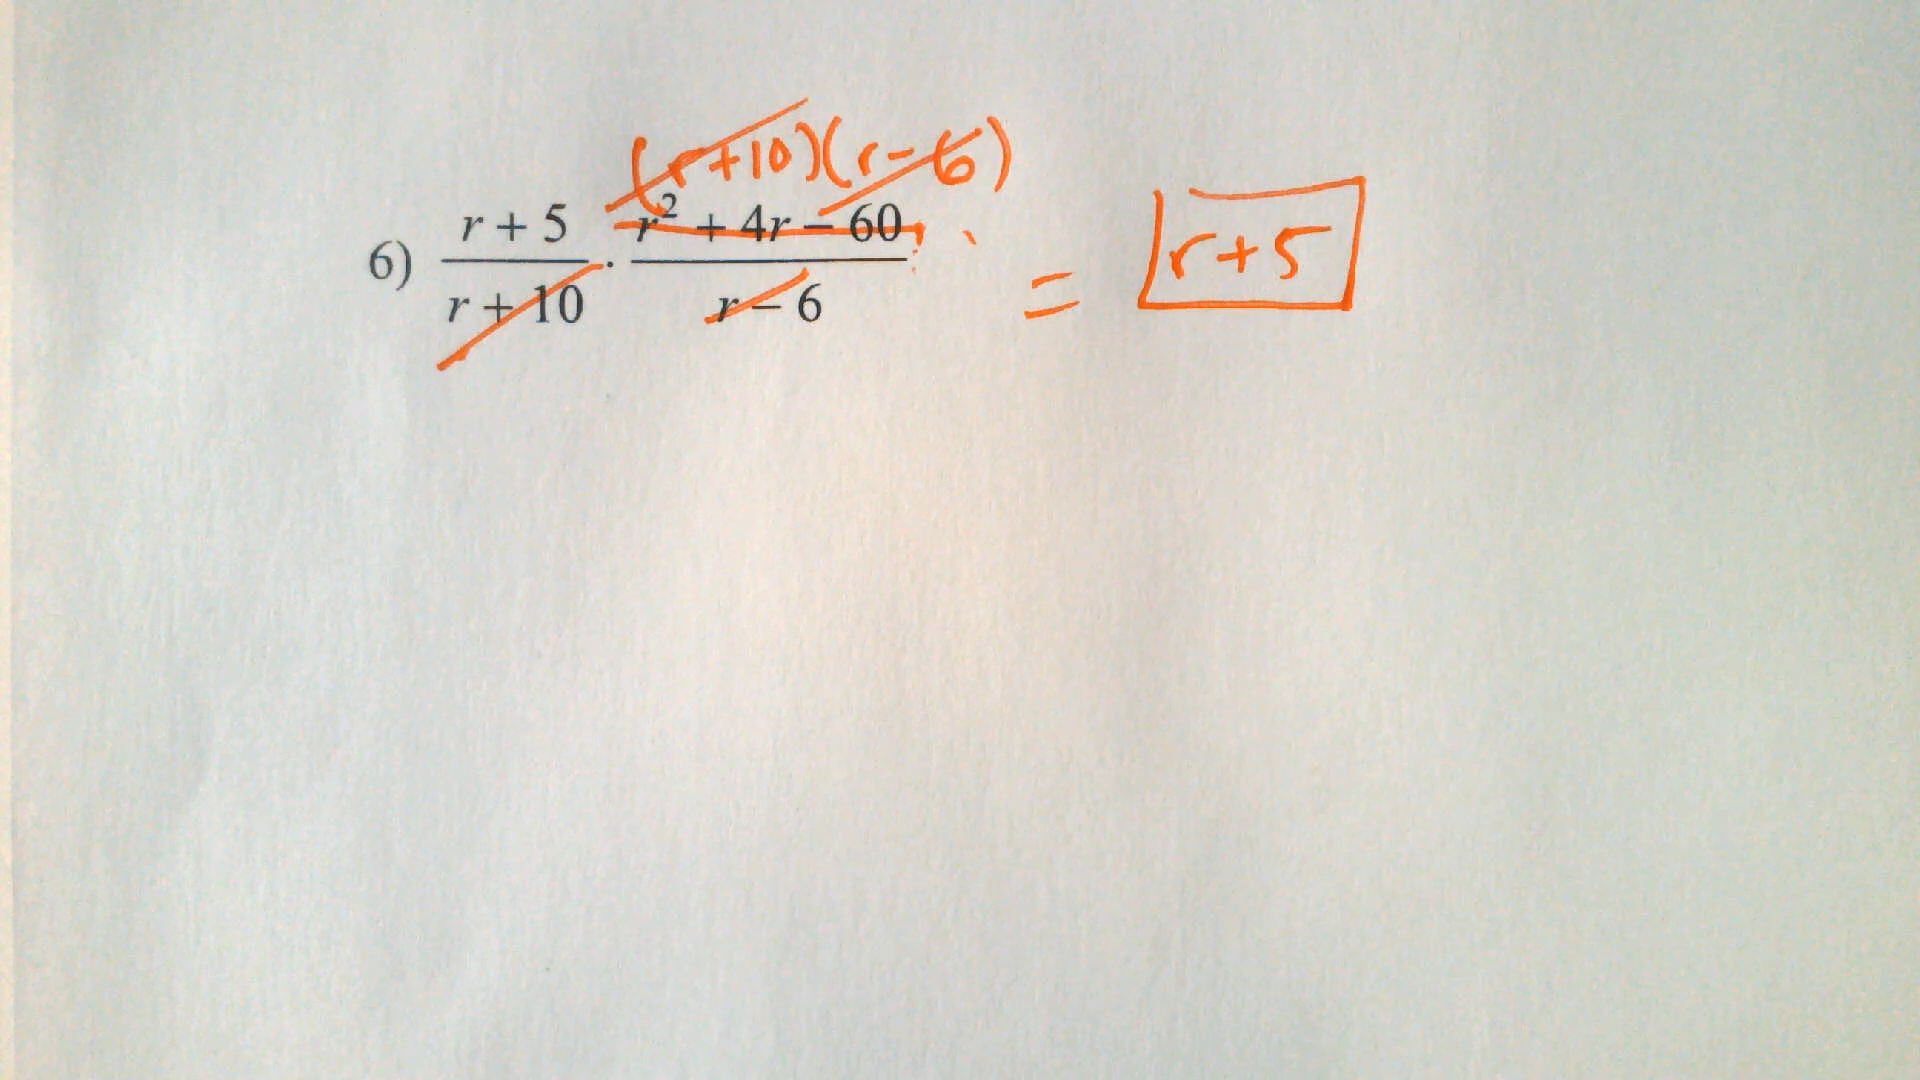 (r+10)(r-6)
6) r + 5 / r + 10 · r² + 4r − 60 / r − 6 = r+5